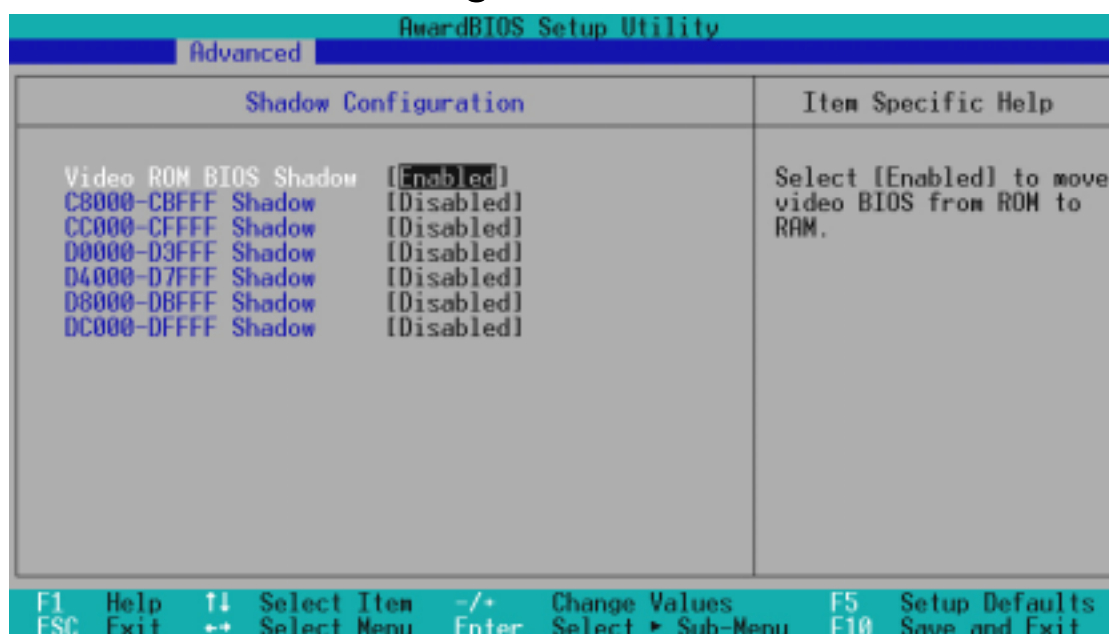 AwardBIOS Setup Utility
Advanced
Shadow Configuration
Item Specific Help
Video ROM BIOS Shadow [Enabled]
C8000-CBFFF Shadow [Disabled]
CC000-CFFFF Shadow [Disabled]
D0000-D3FFF Shadow [Disabled]
D4000-D7FFF Shadow [Disabled]
D8000-DBFFF Shadow [Disabled]
DC000-DFFFF Shadow [Disabled]
Select [Enabled] to move
video BIOS from ROM to
RAM.
F1 Help ↑↓ Select Item -/+ Change Values F5 Setup Defaults
ESC Exit ←→ Select Menu Enter Select ► Sub-Menu F10 Save and Exit